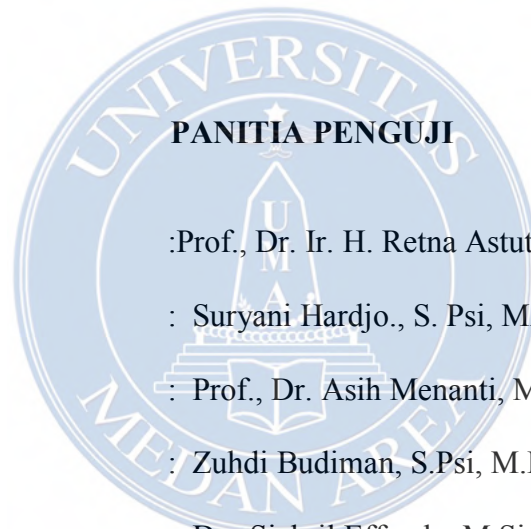 UNIVERSITAS
PANITIA PENGUJI
UMA
:Prof., Dr. Ir. H. Retna Astut
: Suryani Hardjo., S. Psi, M
: Prof., Dr. Asih Menanti, M
: Zuhdi Budiman, S.Psi, M.
MEDAN AREA